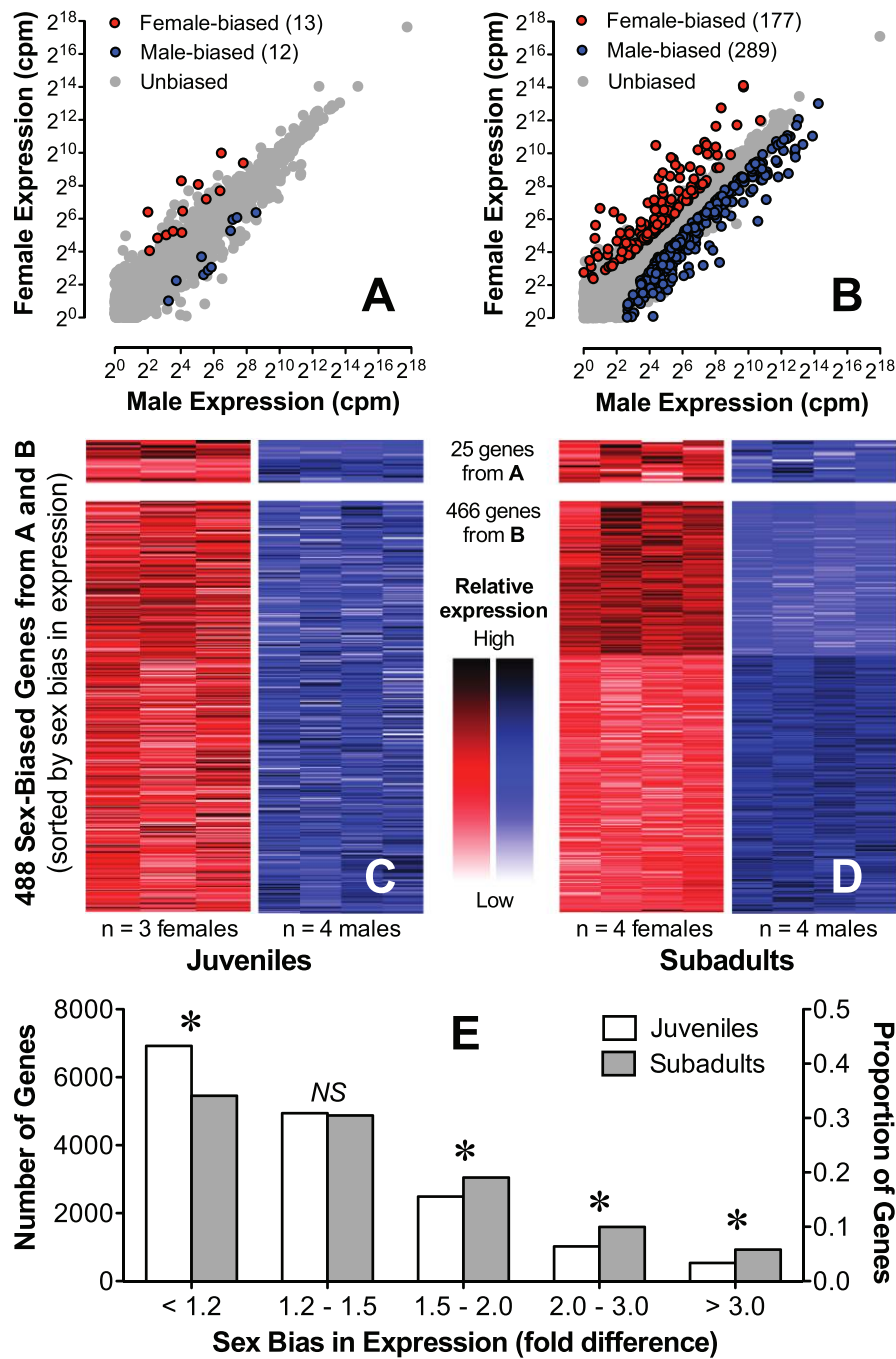 Female Expression (cpm)
2^18
2^14
2^12
2^10
2^8
2^6
2^4
2^2
2^0
Female-biased (13)
Male-biased (12)
Unbiased
A
2^0 2^2 2^4 2^6 2^8 2^10 2^12 2^14 2^16 2^18
Male Expression (cpm)
Female Expression (cpm)
2^18
2^14
2^12
2^10
2^8
2^6
2^4
2^2
2^0
Female-biased (177)
Male-biased (289)
Unbiased
B
2^0 2^2 2^4 2^6 2^8 2^10 2^12 2^14 2^16 2^18
Male Expression (cpm)
488 Sex-Biased Genes from A and B
(sorted by sex bias in expression)
C
n = 3 females
n = 4 males
Juveniles
25 genes
from A
466 genes
from B
Relative
expression
High
Low
D
n = 4 females
n = 4 males
Subadults
E
Number of Genes
8000
6000
4000
2000
0
*
NS
*
*
*
Juveniles
Subadults
0.5
0.4
0.3
0.2
0.1
0.0
Proportion of Genes
< 1.2
1.2 - 1.5
1.5 - 2.0
2.0 - 3.0
> 3.0
Sex Bias in Expression (fold difference)